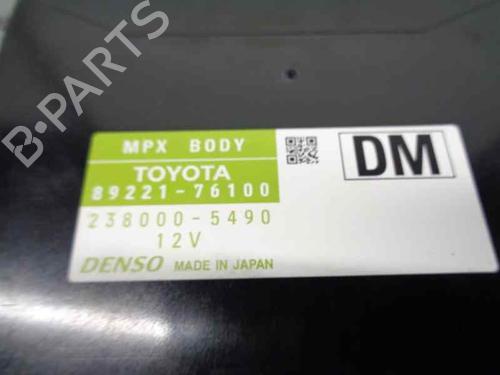 B-PARTS
MPX BODY
TOYOTA
89221-76100
238000-5490
12V
DENSO MADE IN JAPAN
DM